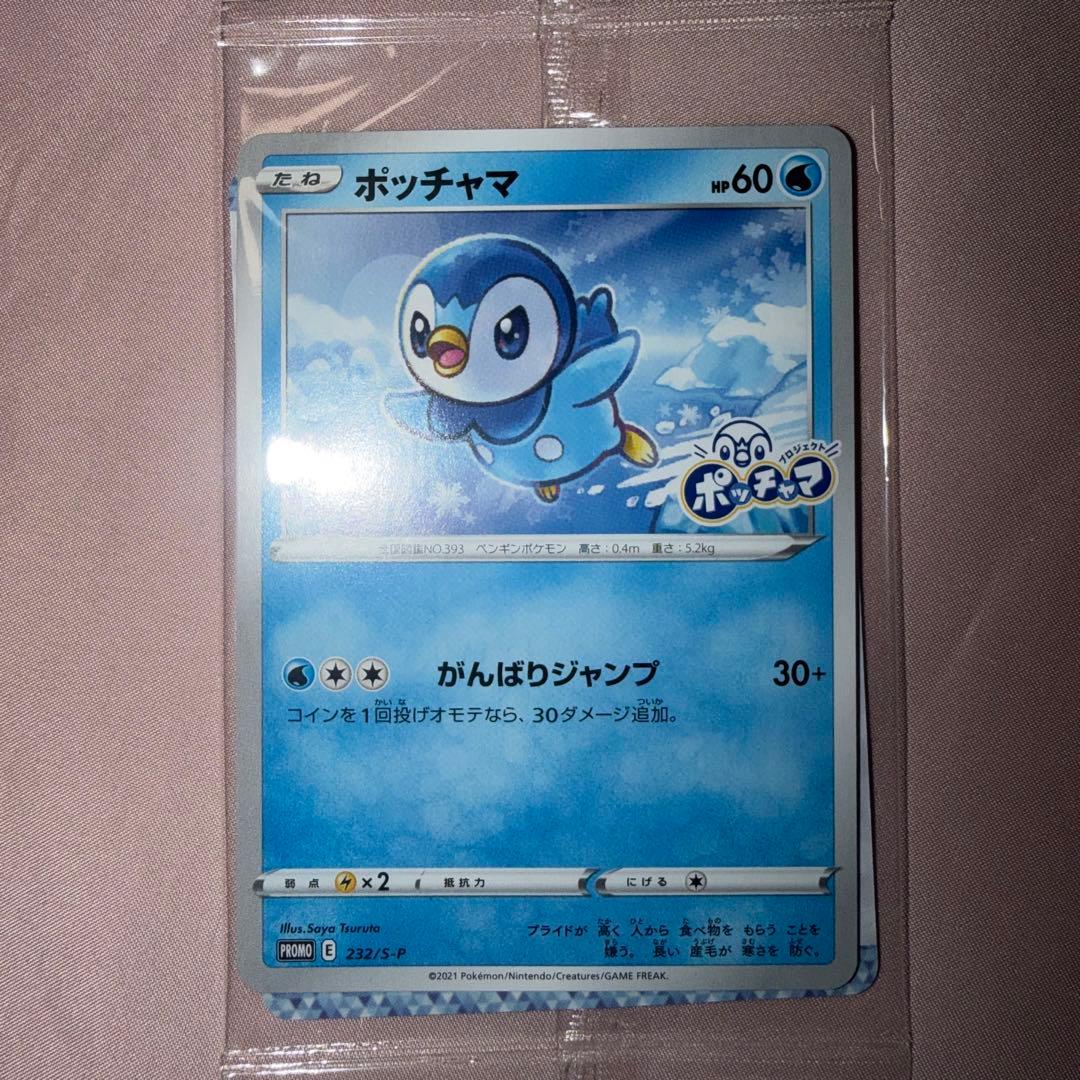 たね ポッチャマ HP60
プロジェクト
ポッチャマ
全国図鑑NO.393 ペンギンポケモン 高さ:0.4m 重さ:5.2kg
がんばりジャンプ 30+
コインを1回投げオモテなら、30ダメージ追加。
弱点 ×2 抵抗力 にげる
Illus.Saya Tsuruta
PROMO E 232/S-P
プライドが 高く 人から 食べ物を もらう ことを
嫌う。 長い 産毛が 寒さを 防ぐ。
©2021 Pokémon/Nintendo/Creatures/GAME FREAK.